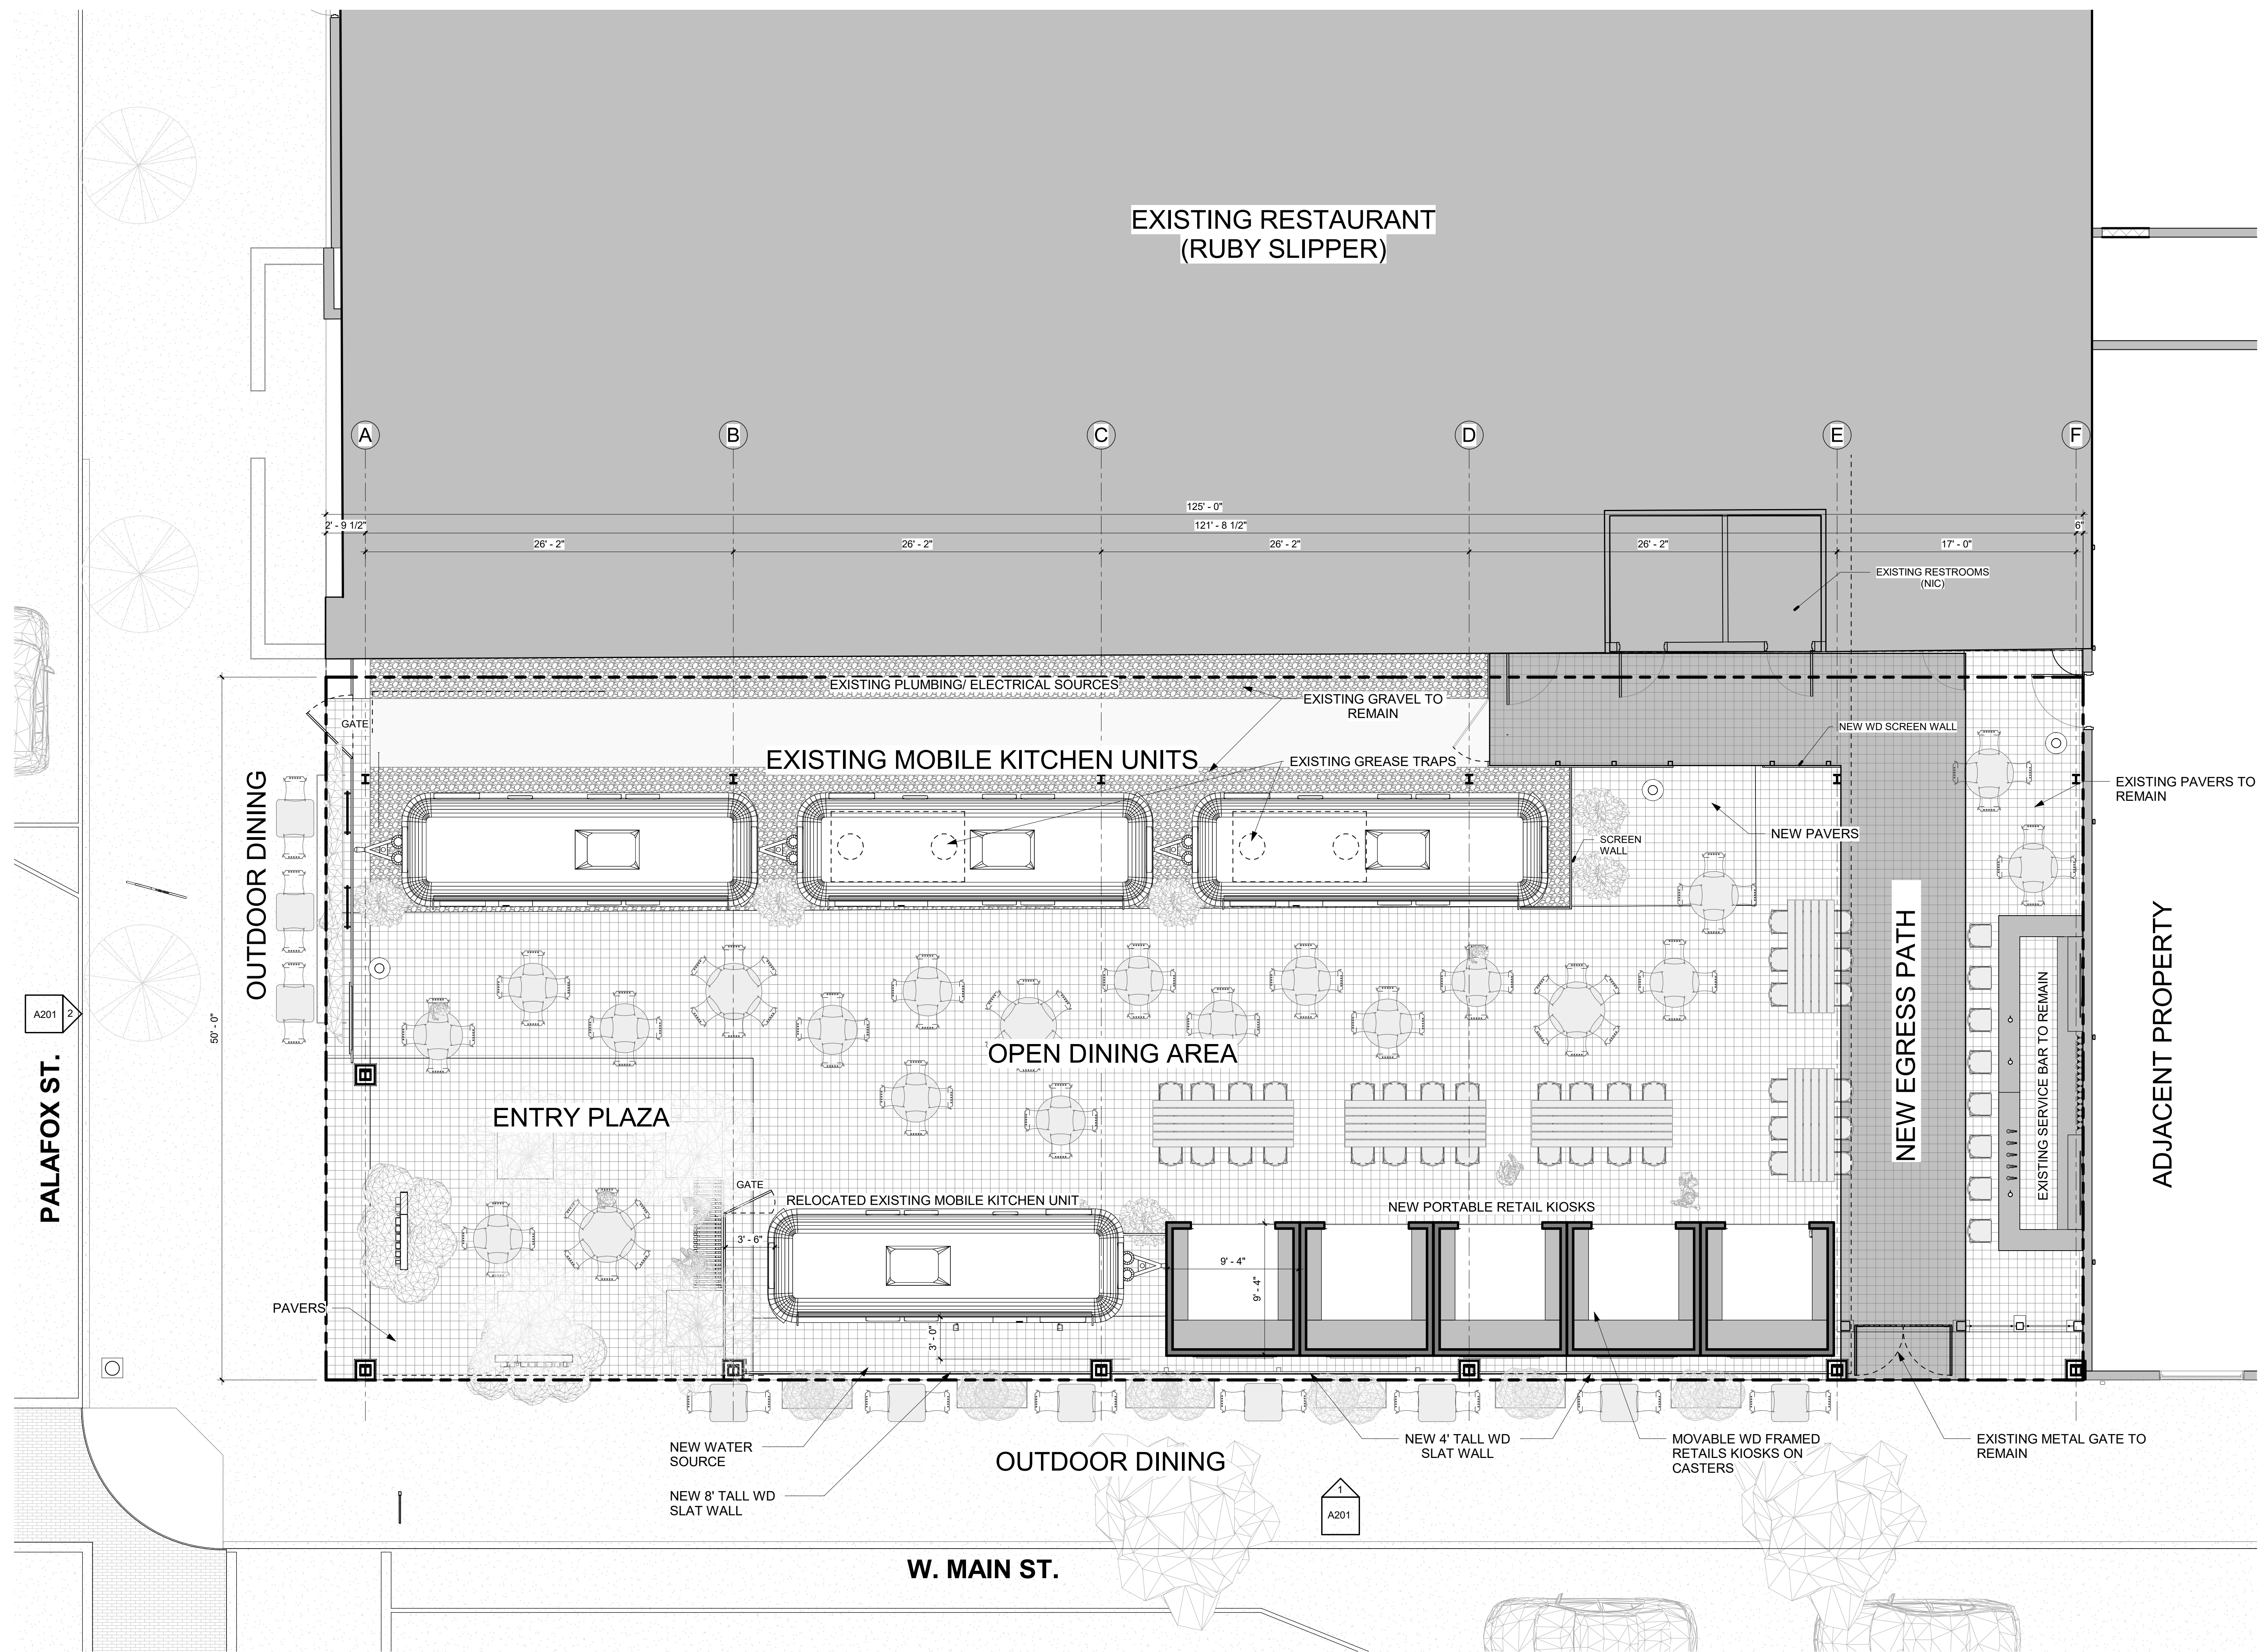 EXISTING RESTAURANT
(RUBY SLIPPER)
A
B
C
D
E
F
125' - 0"
2' - 9 1/2"
121' - 8 1/2"
6"
26' - 2"
26' - 2"
26' - 2"
26' - 2"
17' - 0"
EXISTING RESTROOMS
(NIC)
EXISTING PLUMBING/ ELECTRICAL SOURCES
EXISTING GRAVEL TO
REMAIN
GATE
NEW WD SCREEN WALL
EXISTING MOBILE KITCHEN UNITS
EXISTING GREASE TRAPS
EXISTING PAVERS TO
REMAIN
NEW PAVERS
SCREEN
WALL
OUTDOOR DINING
50' - 0"
A201
2
PALAFOX ST.
OPEN DINING AREA
ENTRY PLAZA
NEW EGRESS PATH
EXISTING SERVICE BAR TO REMAIN
ADJACENT PROPERTY
GATE
RELOCATED EXISTING MOBILE KITCHEN UNIT
NEW PORTABLE RETAIL KIOSKS
3' - 6"
9' - 4"
9' - 4"
3' - 0"
PAVERS
NEW WATER
SOURCE
NEW 8' TALL WD
SLAT WALL
OUTDOOR DINING
NEW 4' TALL WD
SLAT WALL
MOVABLE WD FRAMED
RETAILS KIOSKS ON
CASTERS
EXISTING METAL GATE TO
REMAIN
1
A201
W. MAIN ST.